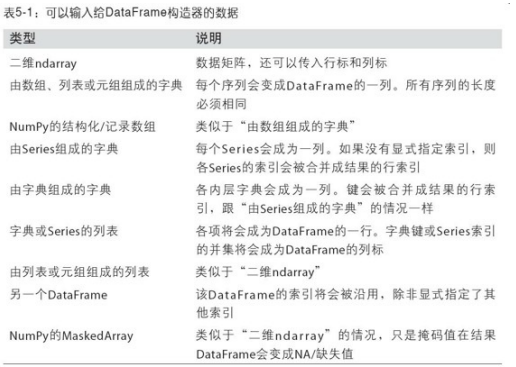 表5-1：可以输入给DataFrame构造器的数据
类型 说明
二维ndarray 数据矩阵，还可以传入行标和列标
由数组、列表或元组组成的字典 每个序列会变成DataFrame的一列。所有序列的长度
必须相同
NumPy的结构化/记录数组 类似于“由数组组成的字典”
由Series组成的字典 每个Series会成为一列。如果没有显式指定索引，则
各Series的索引会被合并成结果的行索引
由字典组成的字典 各内层字典会成为一列。键会被合并成结果的行索
引，跟“由Series组成的字典”的情况一样
字典或Series的列表 各项将会成为DataFrame的一行。字典键或Series索引
的并集将会成为DataFrame的列标
由列表或元组组成的列表 类似于“二维ndarray”
另一个DataFrame 该DataFrame的索引将会被沿用，除非显式指定了其
他索引
NumPy的MaskedArray 类似于“二维ndarray”的情况，只是掩码值在结果
DataFrame会变成NA/缺失值